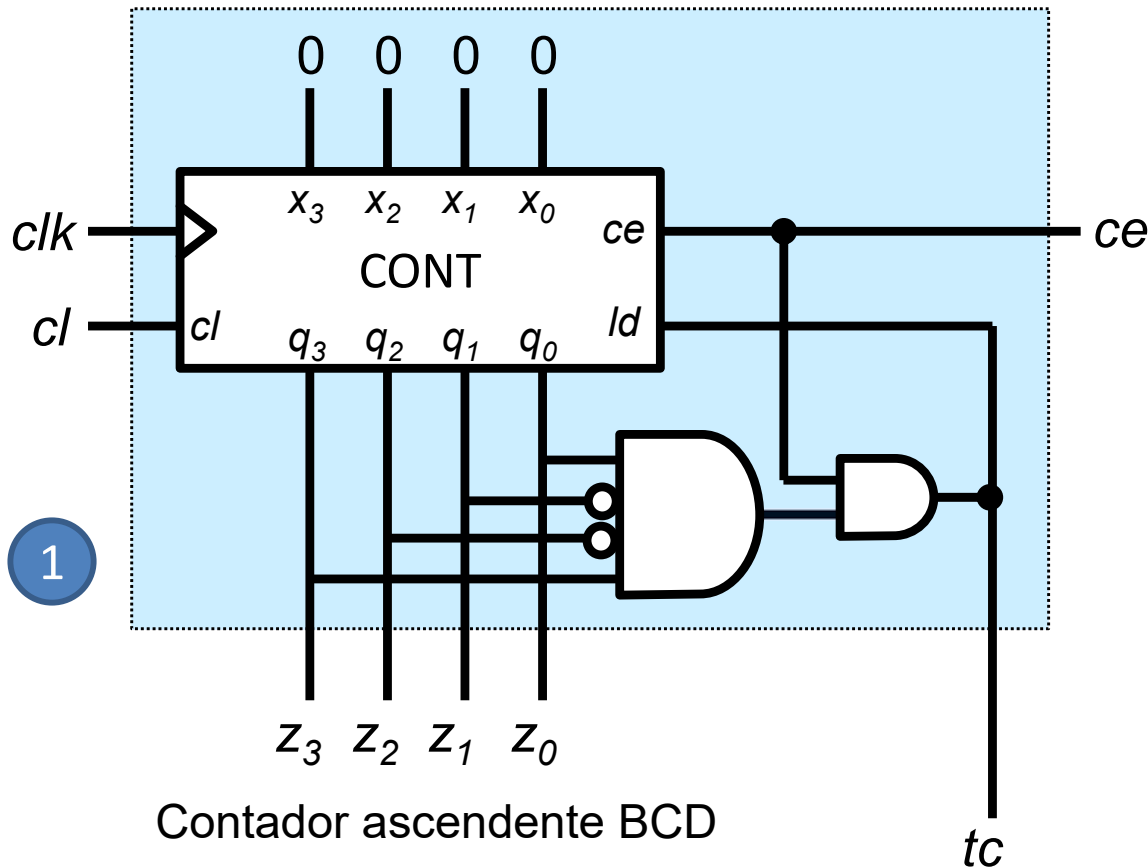 0 0 0 0
x3 x2 x1 x0
clk ce ce
CONT
cl cl ld
q3 q2 q1 q0
1
z3 z2 z1 z0
Contador ascendente BCD
tc